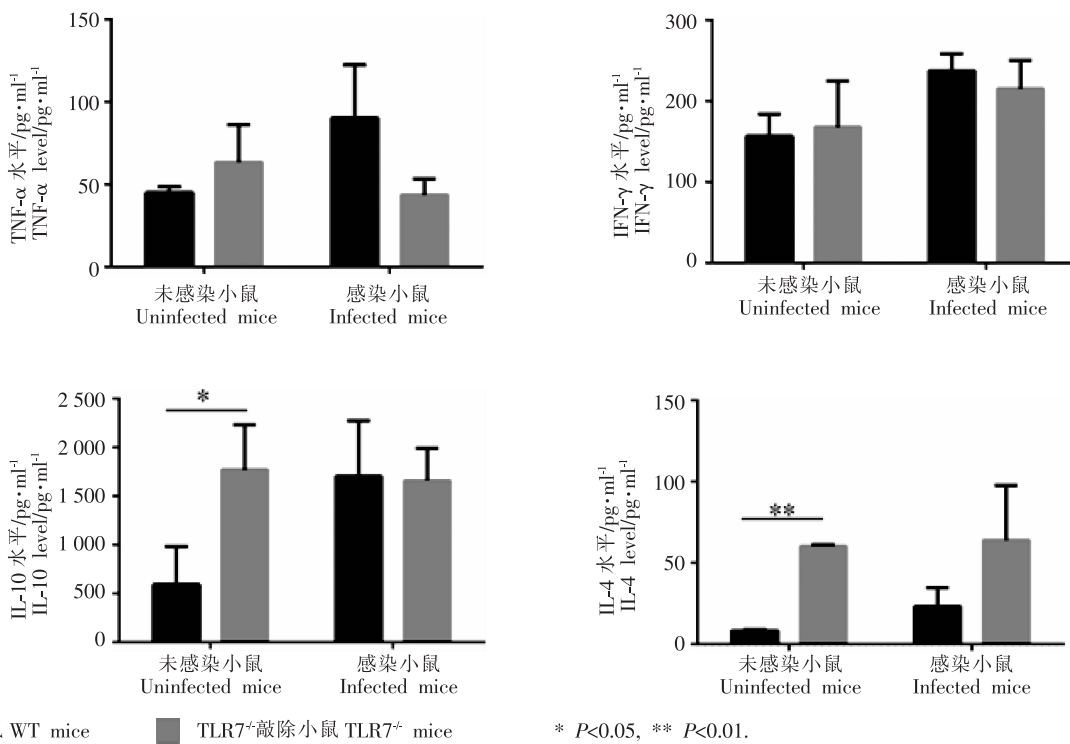 TNF-α 水平/pg·ml⁻¹
TNF-α level/pg·ml⁻¹
150
100
50
0
未感染小鼠
Uninfected mice
感染小鼠
Infected mice
IFN-γ 水平/pg·ml⁻¹
IFN-γ level/pg·ml⁻¹
300
200
100
0
未感染小鼠
Uninfected mice
感染小鼠
Infected mice
IL-10 水平/pg·ml⁻¹
IL-10 level/pg·ml⁻¹
2 500
2 000
1 500
1 000
500
0
*
未感染小鼠
Uninfected mice
感染小鼠
Infected mice
IL-4 水平/pg·ml⁻¹
IL-4 level/pg·ml⁻¹
150
100
50
0
**
未感染小鼠
Uninfected mice
感染小鼠
Infected mice
WT mice
TLR7⁻/⁻敲除小鼠 TLR7⁻/⁻ mice
* P<0.05, ** P<0.01.